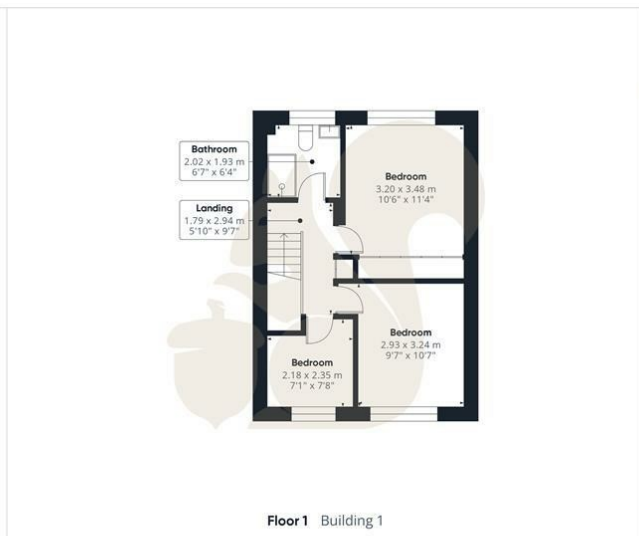 Bathroom
2.02 x 1.93 m
6'7" x 6'4"
Bedroom
3.20 x 3.48 m
10'6" x 11'4"
Landing
1.79 x 2.94 m
5'10" x 9'7"
Bedroom
2.93 x 3.24 m
9'7" x 10'7"
Bedroom
2.18 x 2.35 m
7'1" x 7'8"
Floor 1 Building 1